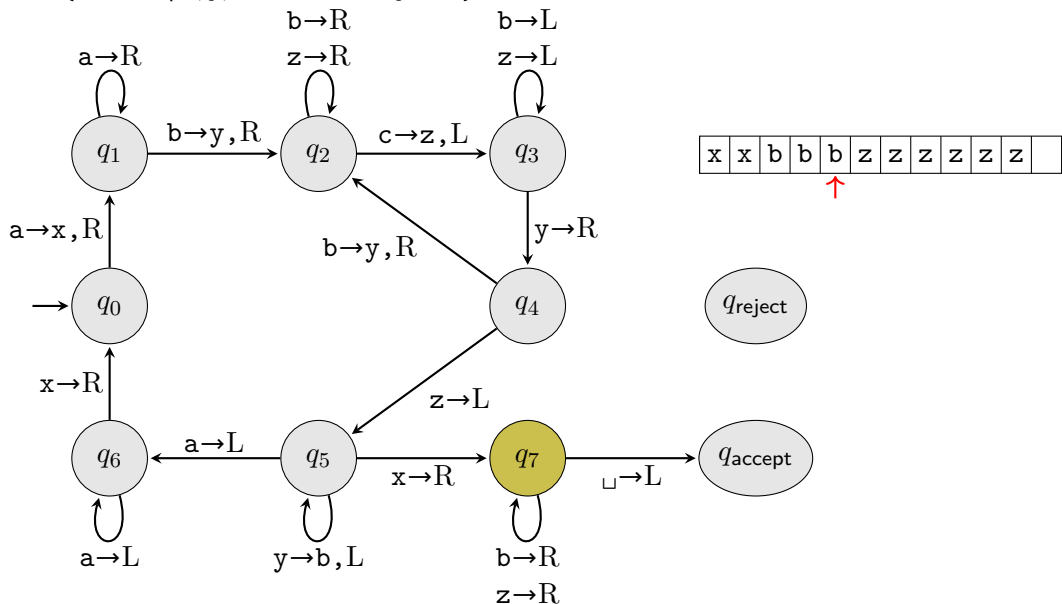 b→R b→L
a→R z→R z→L
q1 b→y,R q2 c→z,L q3 x x b b b z z z z z z
a→x,R b→y,R y→R
q0 q4 qreject
x→R z→L
q6 a→L q5 x→R q7 ␣→L qaccept
a→L y→b,L b→R
z→R